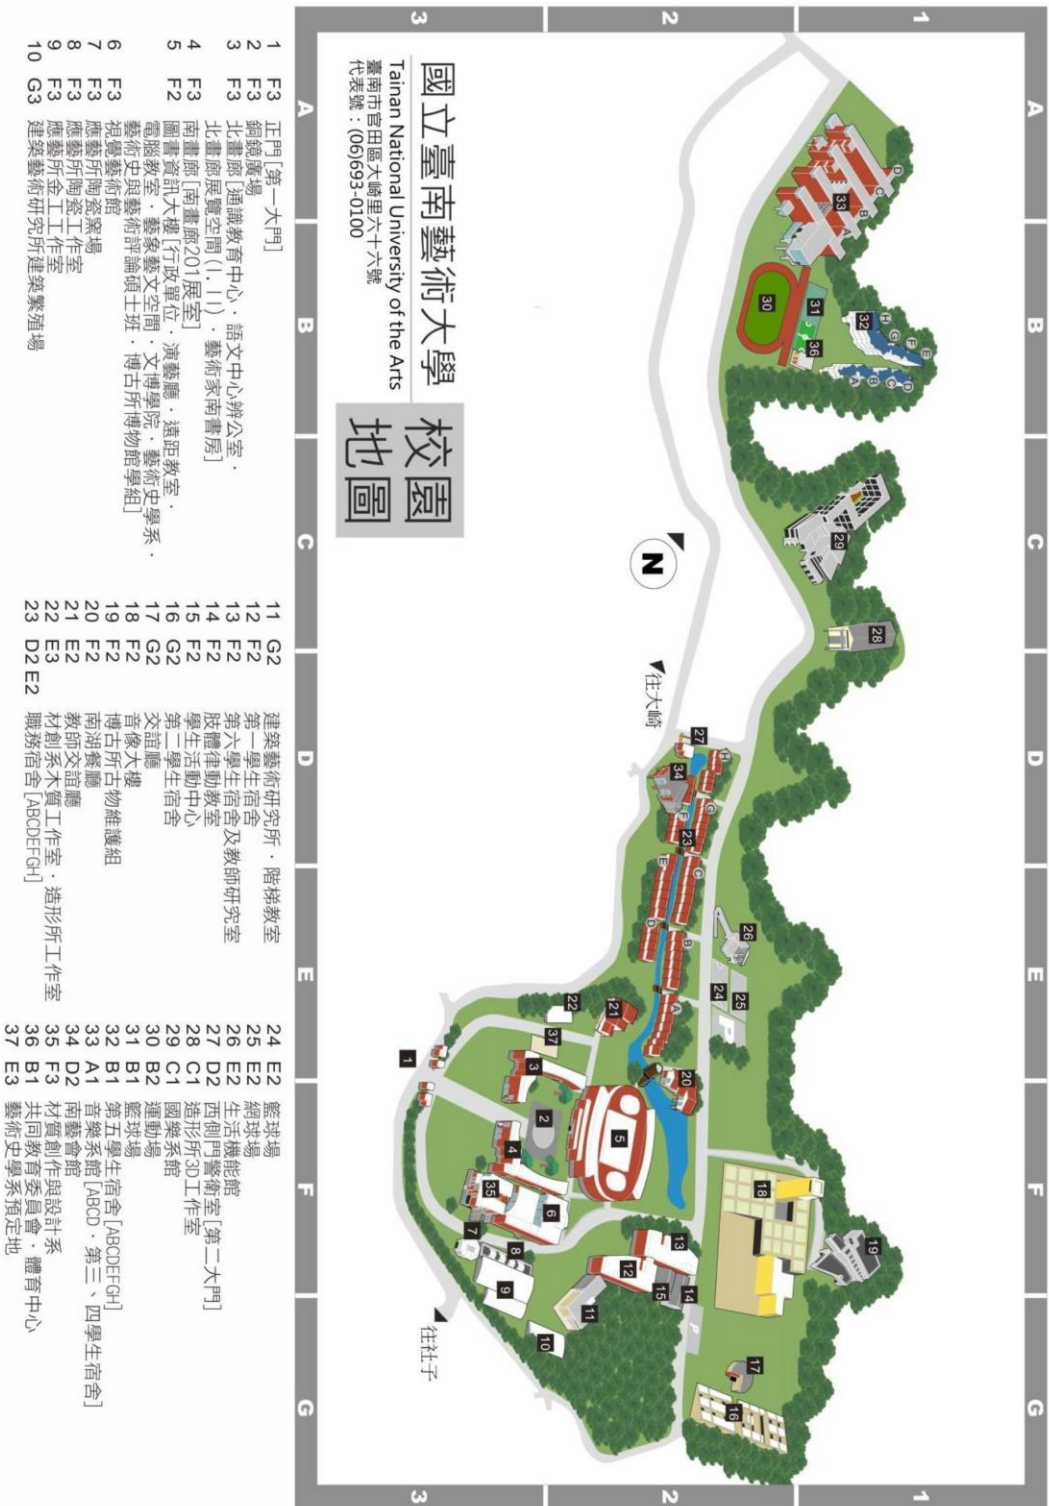 國立臺南藝術大學
Tainan National University of the Arts
臺南市官田區大崎里六十六號
代表號：(06)693-0100
校園
地圖
A
B
C
D
E
F
G
1
2
3
N
往大崎
往社子
1 F3 正門 [第一大門]
2 F3 銅鏡廣場
3 F3 北畫廊 [通識教育中心．語文中心辦公室．
北畫廊展覽空間 (I, II)．藝術家南書房]
4 F3 南畫廊 [南畫廊201展室]
5 F2 圖書資訊大樓 [行政單位．演藝廳．遠距教室．
電腦教室．藝象藝文空間．文博學院．藝術史學系．
藝術史與藝術評論碩士班．博古所博物館學組]
6 F3 視覺藝術館
7 F3 應藝所陶瓷窯場
8 F3 應藝所陶瓷工作室
9 F3 應藝所金工工作室
10 G3 建築藝術研究所建築繁殖場
11 G2 建築藝術研究所．階梯教室
12 F2 第一學生宿舍
13 F2 第六學生宿舍及教師研究室
14 F2 肢體律動教室
15 F2 學生活動中心
16 G2 第二學生宿舍
17 G2 交誼廳
18 F2 音像大樓
19 F2 博古所古物維護組
20 F2 南湖餐廳
21 E2 教師交誼廳
22 E3 材創系木質工作室．造形所工作室
23 D2 E2 職務宿舍 [ABCDEFGH]
24 E2 籃球場
25 E2 網球場
26 E2 生活機能館
27 D2 西側門警衛室 [第二大門]
28 C1 造形所3D工作室
29 C1 國樂系館
30 B2 運動場
31 B1 籃球場
32 B1 第五學生宿舍 [ABCDEFGH]
33 A1 音樂系館 [ABCD．第三、四學生宿舍]
34 D2 南藝會館
35 F3 材質創作與設計系
36 B1 共同教育委員會．體育中心
37 E3 藝術史學系預定地